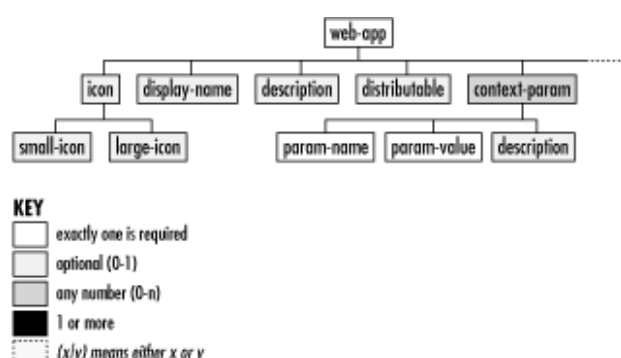 web-app
icon display-name description distributable context-param
small-icon large-icon param-name param-value description
KEY
exactly one is required
optional (0-1)
any number (0-n)
1 or more
(x|y) means either x or y